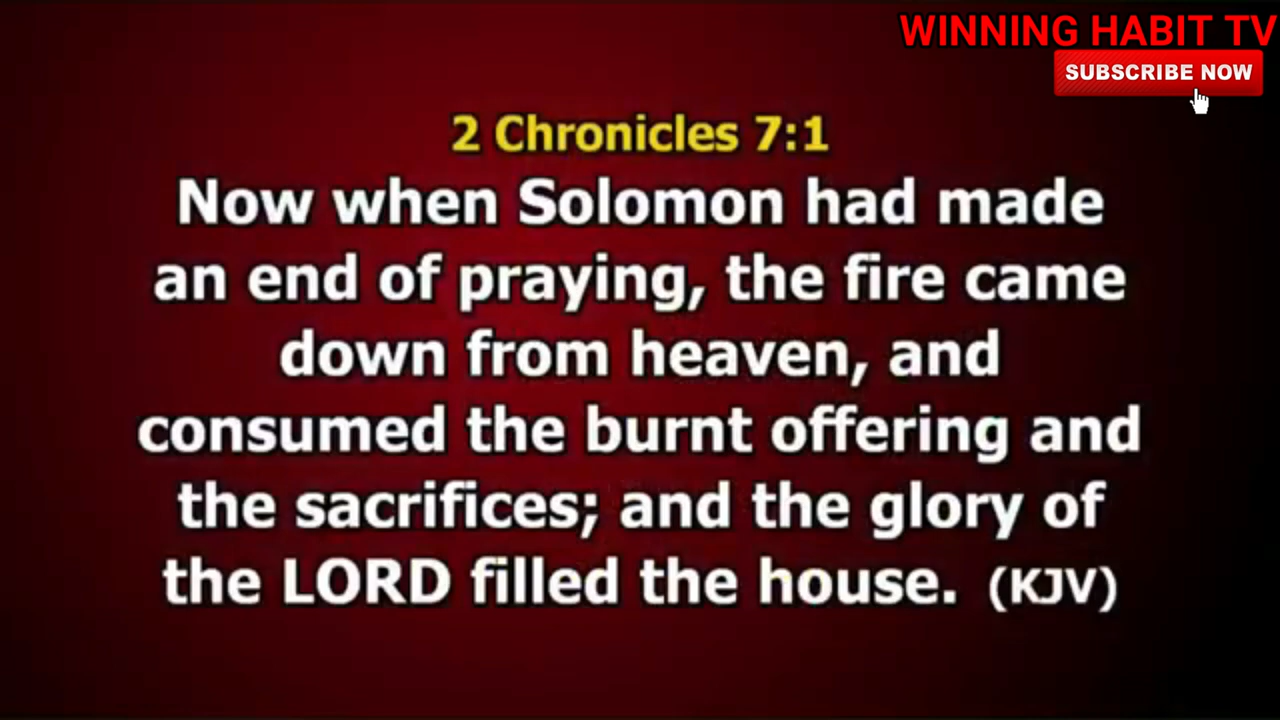 WINNING HABIT TV
SUBSCRIBE NOW
2 Chronicles 7:1
Now when Solomon had made
an end of praying, the fire came
down from heaven, and
consumed the burnt offering and
the sacrifices; and the glory of
the LORD filled the house. (KJV)